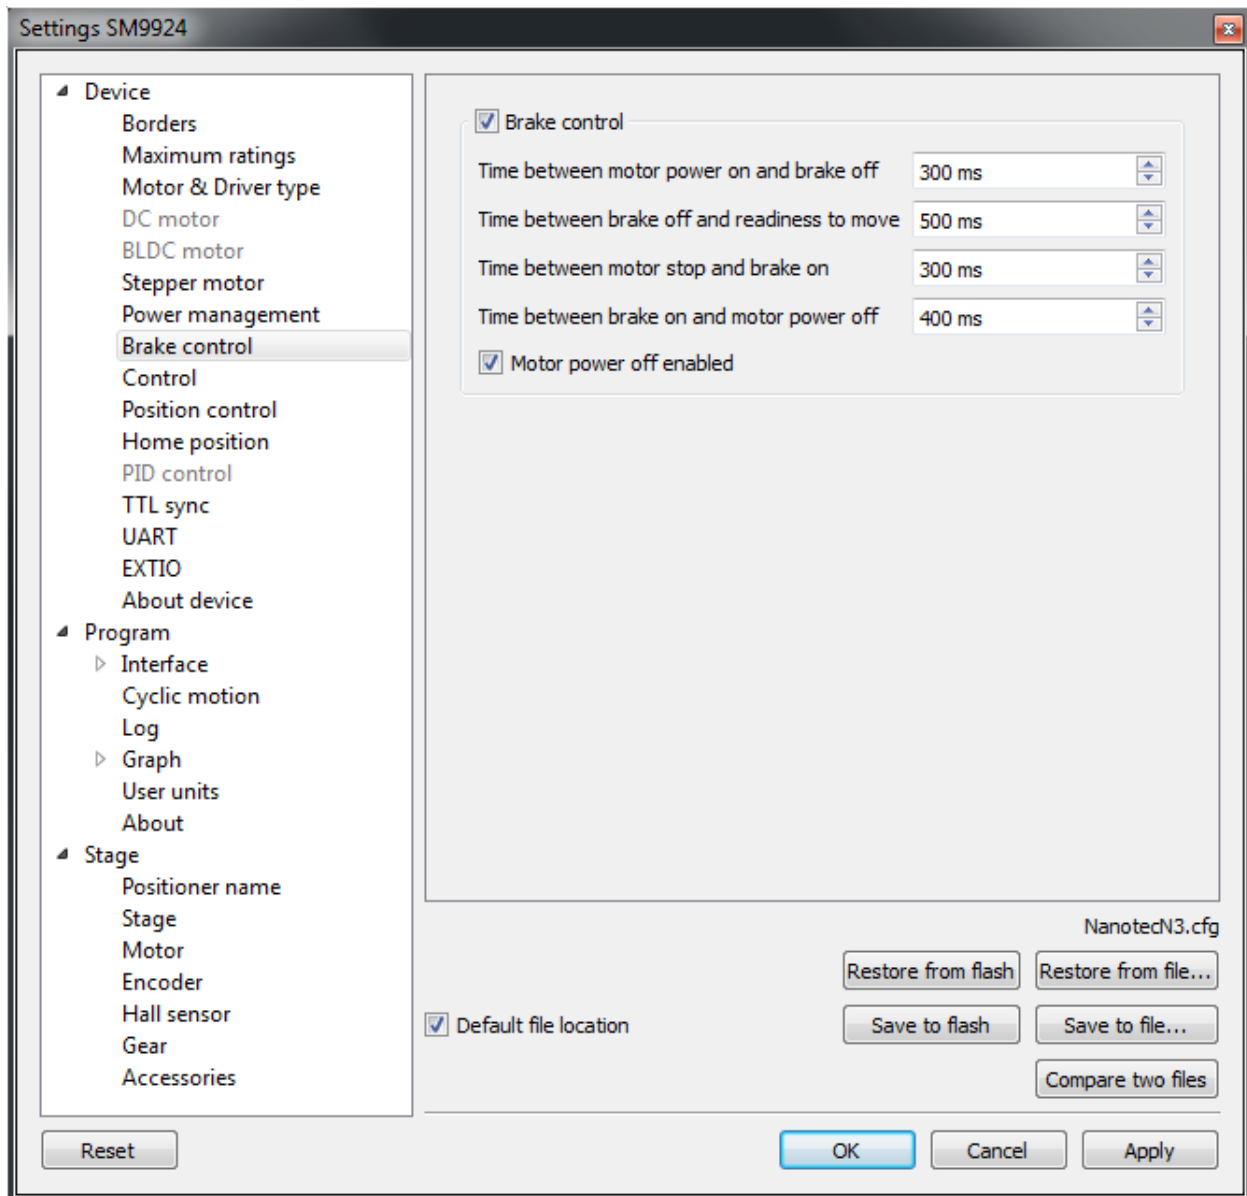 Settings SM9924
Device
Borders
Maximum ratings
Motor & Driver type
DC motor
BLDC motor
Stepper motor
Power management
Brake control
Control
Position control
Home position
PID control
TTL sync
UART
EXTIO
About device
Program
Interface
Cyclic motion
Log
Graph
User units
About
Stage
Positioner name
Stage
Motor
Encoder
Hall sensor
Gear
Accessories
Brake control
Time between motor power on and brake off 300 ms
Time between brake off and readiness to move 500 ms
Time between motor stop and brake on 300 ms
Time between brake on and motor power off 400 ms
Motor power off enabled
NanotecN3.cfg
Restore from flash Restore from file...
Default file location Save to flash Save to file...
Compare two files
Reset OK Cancel Apply